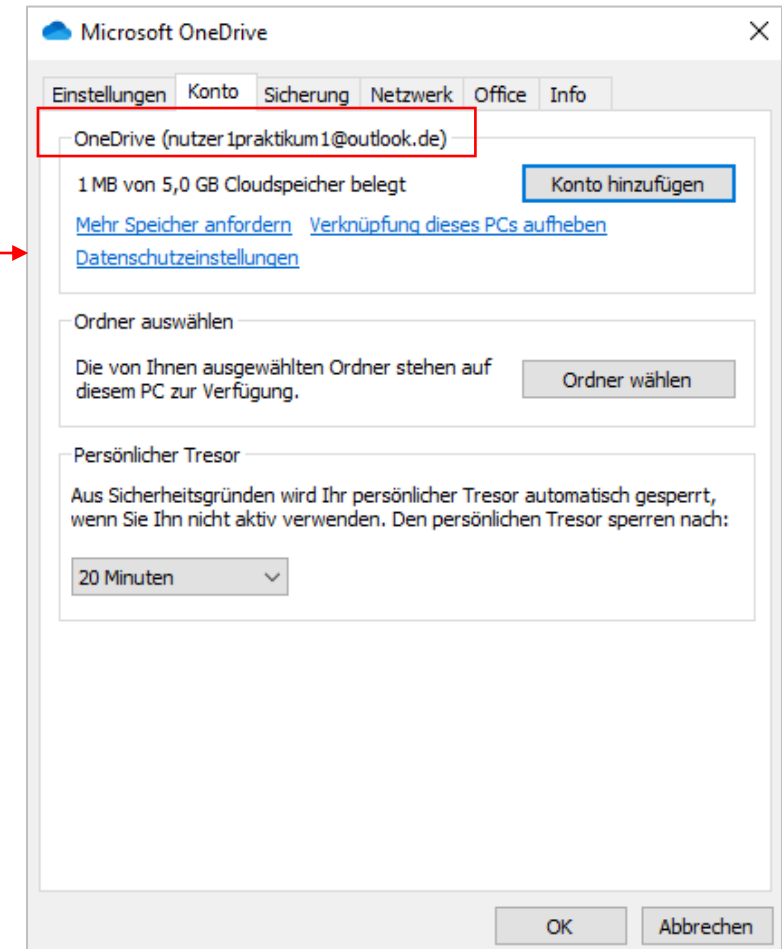 Microsoft OneDrive
Einstellungen Konto Sicherung Netzwerk Office Info
OneDrive (nutzer1praktikum1@outlook.de)
1 MB von 5,0 GB Cloudspeicher belegt
Konto hinzufügen
Mehr Speicher anfordern Verknüpfung dieses PCs aufheben
Datenschutzeinstellungen
Ordner auswählen
Die von Ihnen ausgewählten Ordner stehen auf
diesem PC zur Verfügung.
Ordner wählen
Persönlicher Tresor
Aus Sicherheitsgründen wird Ihr persönlicher Tresor automatisch gesperrt,
wenn Sie Ihn nicht aktiv verwenden. Den persönlichen Tresor sperren nach:
20 Minuten
OK Abbrechen